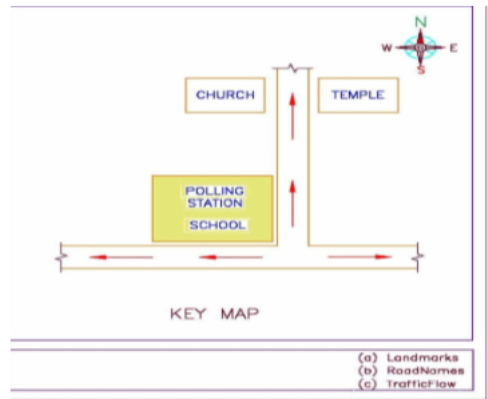 N
W E
S
CHURCH
TEMPLE
POLLING
STATION
SCHOOL
KEY MAP
(a) Landmarks
(b) RoadNames
(c) TrafficFlow